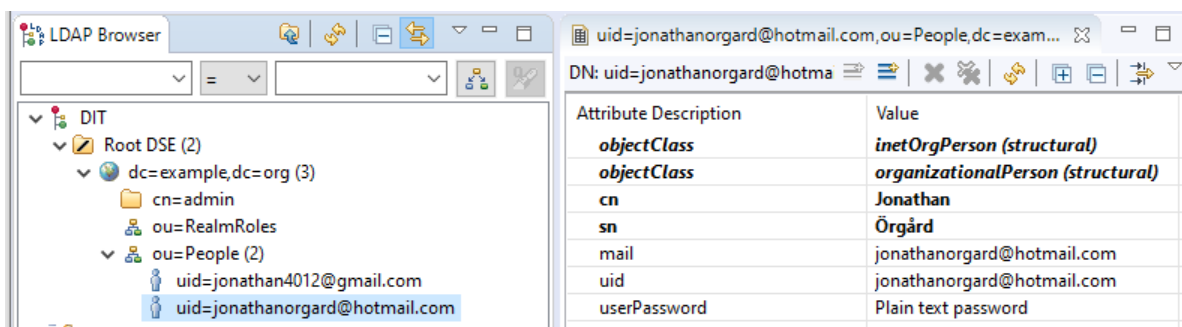 LDAP Browser
=
DIT
Root DSE (2)
dc=example,dc=org (3)
cn=admin
ou=RealmRoles
ou=People (2)
uid=jonathan4012@gmail.com
uid=jonathanorgard@hotmail.com
uid=jonathanorgard@hotmail.com,ou=People,dc=exam...
DN: uid=jonathanorgard@hotma
Attribute Description Value
objectClass inetOrgPerson (structural)
objectClass organizationalPerson (structural)
cn Jonathan
sn Örgård
mail jonathanorgard@hotmail.com
uid jonathanorgard@hotmail.com
userPassword Plain text password